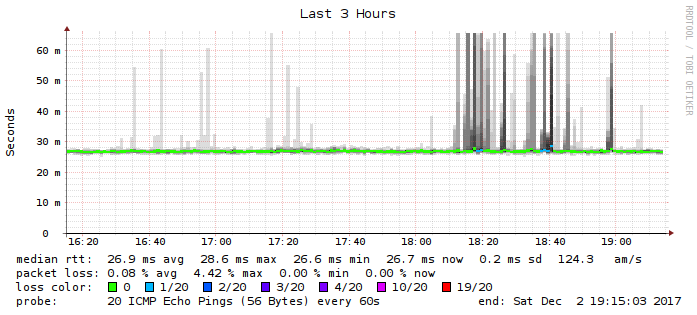 Last 3 Hours
RRDTOOL / TOBI OETIKER
Seconds
60 m
50 m
40 m
30 m
20 m
10 m
0
16:20 16:40 17:00 17:20 17:40 18:00 18:20 18:40 19:00
median rtt: 26.9 ms avg 28.6 ms max 26.6 ms min 26.7 ms now 0.2 ms sd 124.3 am/s
packet loss: 0.08 % avg 4.42 % max 0.00 % min 0.00 % now
loss color: 0 1/20 2/20 3/20 4/20 10/20 19/20
probe: 20 ICMP Echo Pings (56 Bytes) every 60s end: Sat Dec 2 19:15:03 2017